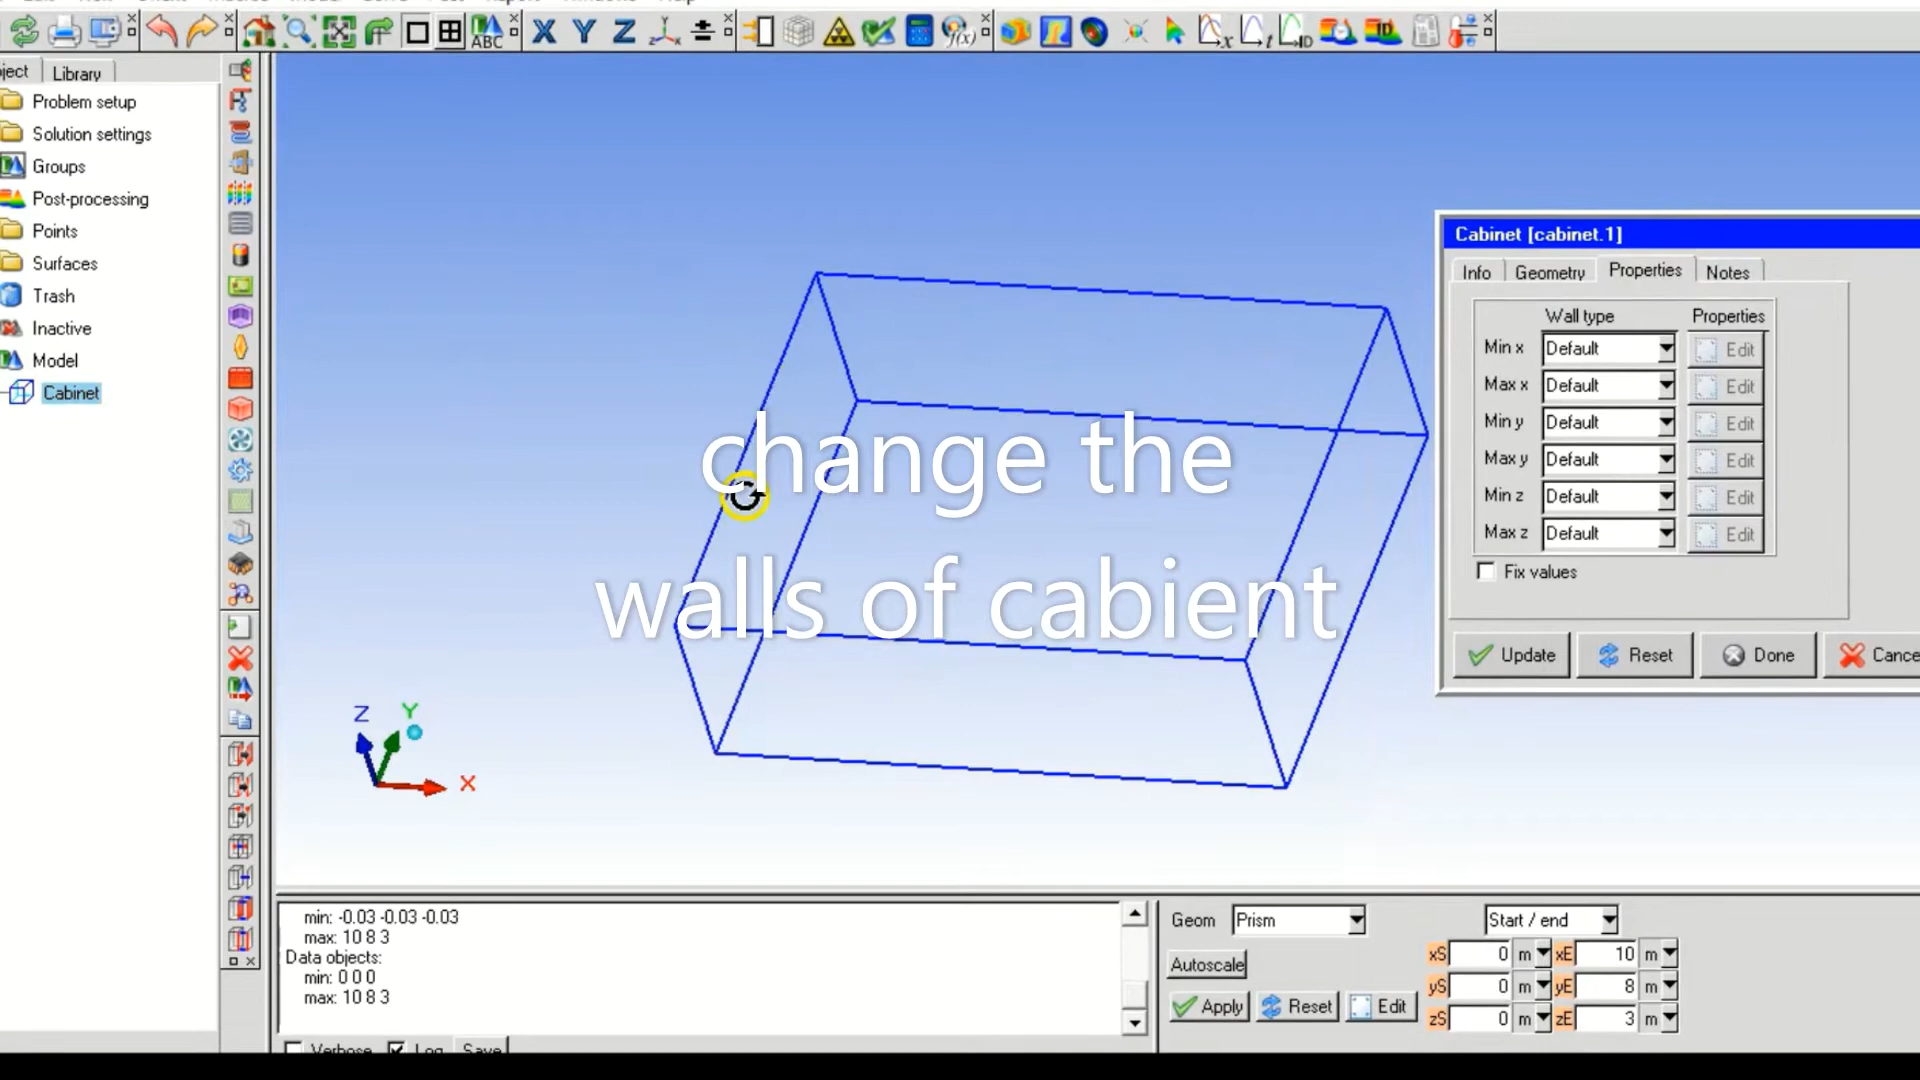 ABC
X Y Z
f(x)
ject Library
Problem setup
Solution settings
Groups
Post-processing
Points
Surfaces
Trash
Inactive
Model
Cabinet
change the
walls of cabient
Z Y
X
Cabinet [cabinet.1]
Info Geometry Properties Notes
Wall type Properties
Min x Default Edit
Max x Default Edit
Min y Default Edit
Max y Default Edit
Min z Default Edit
Max z Default Edit
Fix values
Update Reset Done Cance
min: -0.03 -0.03 -0.03
max: 10 8 3
Data objects:
min: 0 0 0
max: 10 8 3
Verbose Log Save
Geom Prism Start / end
Autoscale
Apply Reset Edit
xS 0 m xE 10 m
yS 0 m yE 8 m
zS 0 m zE 3 m